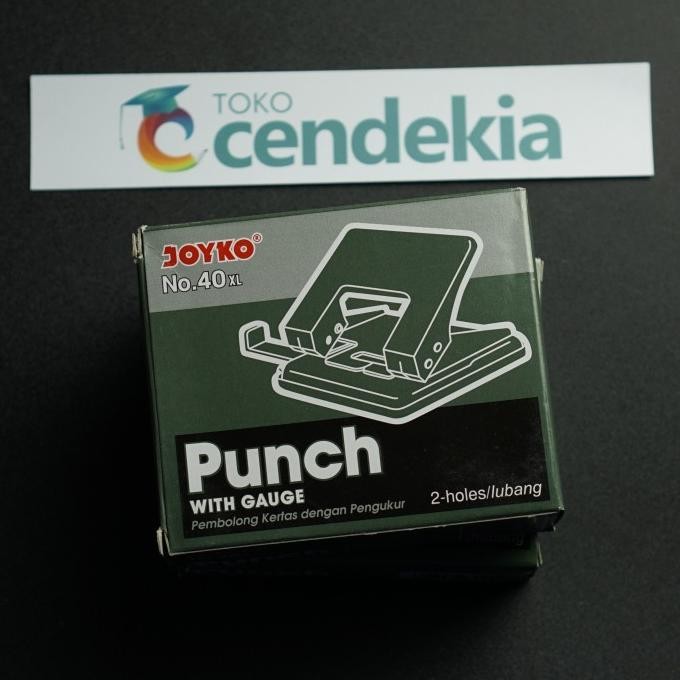 TOKO
cendekia
JOYKO®
No.40 XL
Punch
WITH GAUGE
Pembolong Kertas dengan Pengukur
2-holes/lubang